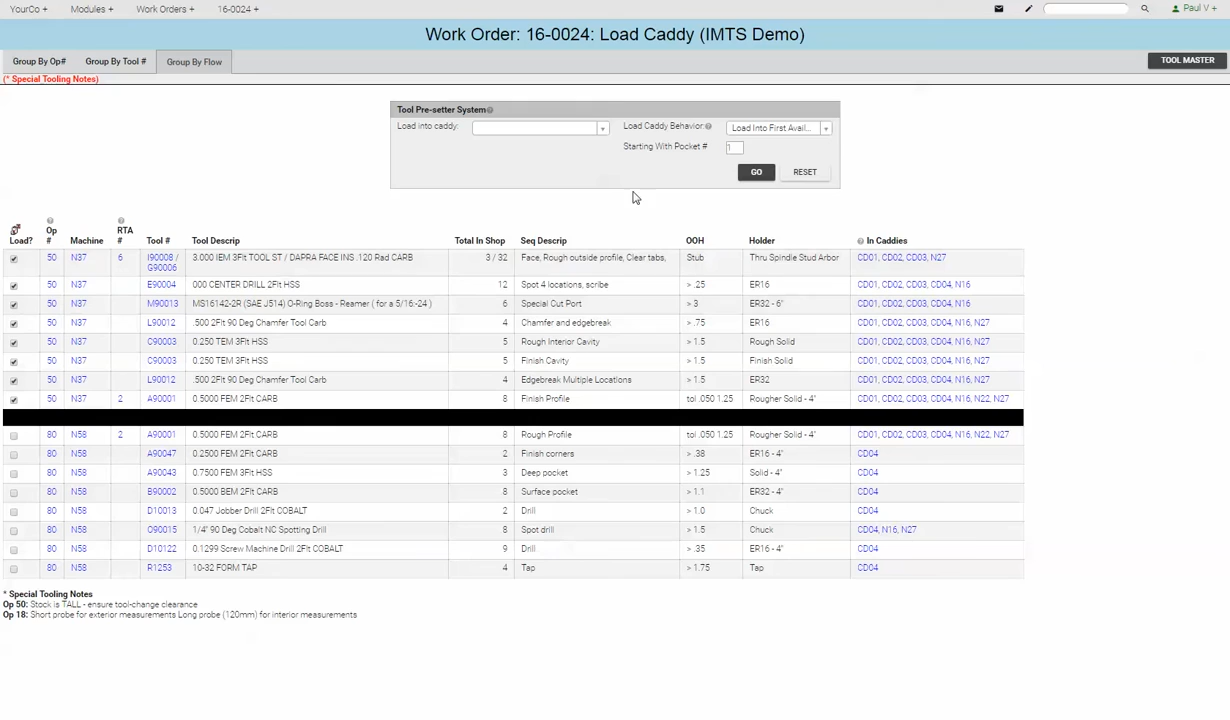 YourCo + Modules + Work Orders + 16-0024 + Paul V +
Work Order: 16-0024: Load Caddy (IMTS Demo)
Group By Op# Group By Tool # Group By Flow TOOL MASTER
(* Special Tooling Notes)
Tool Pre-setter System
Load into caddy: Load Caddy Behavior: Load Into First Avail...
Starting With Pocket # 1
GO RESET
Load? Op # Machine RTA # Tool # Tool Descrip Total In Shop Seq Descrip OOH Holder In Caddies
50 N37 6 I90008 / G90006 3.000 IEM 3Flt TOOL ST / DAPRA FACE INS .120 Rad CARB 3 / 32 Face, Rough outside profile, Clear tabs, Stub Thru Spindle Stud Arbor CD01, CD02, CD03, N27
50 N37 E90004 000 CENTER DRILL 2Flt HSS 12 Spot 4 locations, scribe > .25 ER16 CD01, CD02, CD03, CD04, N16
50 N37 M90013 MS16142-2R (SAE J514) O-Ring Boss - Reamer ( for a 5/16:-24 ) 6 Special Cut Port > 3 ER32 - 6" CD01, CD02, CD03, CD04, N16
50 N37 L90012 .500 2Flt 90 Deg Chamfer Tool Carb 4 Chamfer and edgebreak > .75 ER16 CD01, CD02, CD03, CD04, N16, N27
50 N37 C90003 0.250 TEM 3Flt HSS 5 Rough Interior Cavity > 1.5 Rough Solid CD01, CD02, CD03, CD04, N16, N27
50 N37 C90003 0.250 TEM 3Flt HSS 5 Finish Cavity > 1.5 Finish Solid CD01, CD02, CD03, CD04, N16, N27
50 N37 L90012 .500 2Flt 90 Deg Chamfer Tool Carb 4 Edgebreak Multiple Locations > 1.5 ER32 CD01, CD02, CD03, CD04, N16, N27
50 N37 2 A90001 0.5000 FEM 2Flt CARB 8 Finish Profile tol .050 1.25 Rougher Solid - 4" CD01, CD02, CD03, CD04, N16, N22, N27
80 N58 2 A90001 0.5000 FEM 2Flt CARB 8 Rough Profile tol .050 1.25 Rougher Solid - 4" CD01, CD02, CD03, CD04, N16, N22, N27
80 N58 A90047 0.2500 FEM 2Flt CARB 2 Finish corners > .38 ER16 - 4" CD04
80 N58 A90043 0.7500 FEM 3Flt HSS 3 Deep pocket > 1.25 Solid - 4" CD04
80 N58 B90002 0.5000 BEM 2Flt CARB 8 Surface pocket > 1.1 ER32 - 4" CD04
80 N58 D10013 0.047 Jobber Drill 2Flt COBALT 2 Drill > 1.0 Chuck CD04
80 N58 O90015 1/4" 90 Deg Cobalt NC Spotting Drill 8 Spot drill > 1.5 Chuck CD04, N16, N27
80 N58 D10122 0.1299 Screw Machine Drill 2Flt COBALT 9 Drill > .35 ER16 - 4" CD04
80 N58 R1253 10-32 FORM TAP 4 Tap > 1.75 Tap CD04
* Special Tooling Notes
Op 50: Stock is TALL - ensure tool-change clearance
Op 18: Short probe for exterior measurements Long probe (120mm) for interior measurements